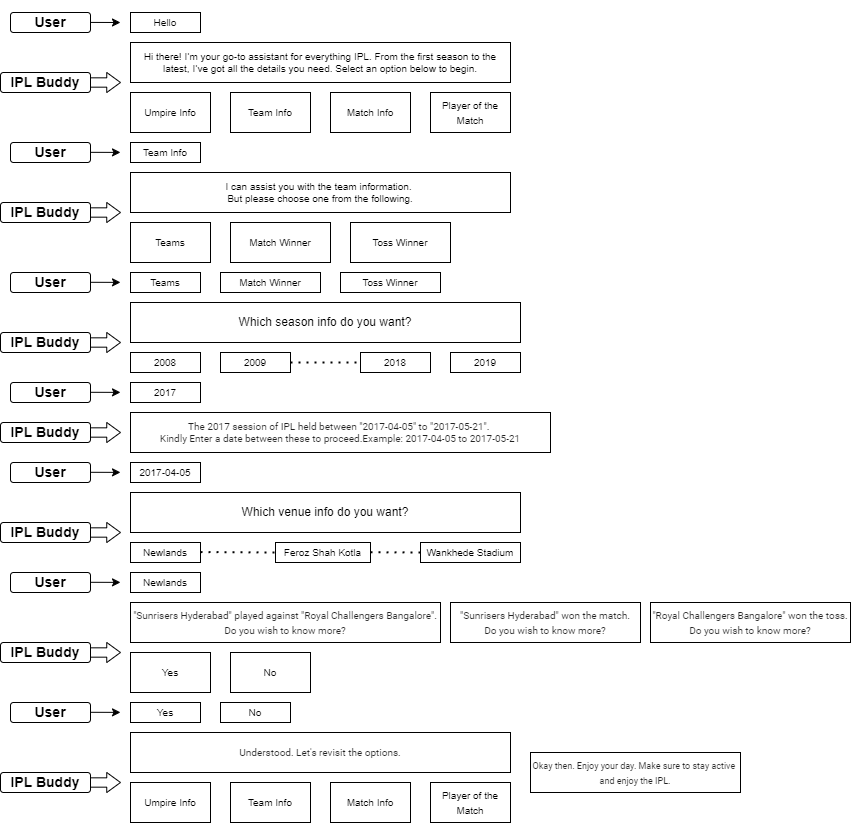 User
Hello
Hi there! I'm your go-to assistant for everything IPL. From the first season to the
latest, I've got all the details you need. Select an option below to begin.
IPL Buddy
Umpire Info
Team Info
Match Info
Player of the
Match
User
Team Info
I can assist you with the team information.
But please choose one from the following.
IPL Buddy
Teams
Match Winner
Toss Winner
User
Teams
Match Winner
Toss Winner
Which season info do you want?
IPL Buddy
2008
2009
2018
2019
User
2017
The 2017 session of IPL held between "2017-04-05" to "2017-05-21".
Kindly Enter a date between these to proceed.Example: 2017-04-05 to 2017-05-21
IPL Buddy
User
2017-04-05
Which venue info do you want?
IPL Buddy
Newlands
Feroz Shah Kotla
Wankhede Stadium
User
Newlands
"Sunrisers Hyderabad" played against "Royal Challengers Bangalore".
Do you wish to know more?
"Sunrisers Hyderabad" won the match.
Do you wish to know more?
"Royal Challengers Bangalore" won the toss.
Do you wish to know more?
IPL Buddy
Yes
No
User
Yes
No
Understood. Let's revisit the options.
Okay then. Enjoy your day. Make sure to stay active
and enjoy the IPL.
IPL Buddy
Umpire Info
Team Info
Match Info
Player of the
Match